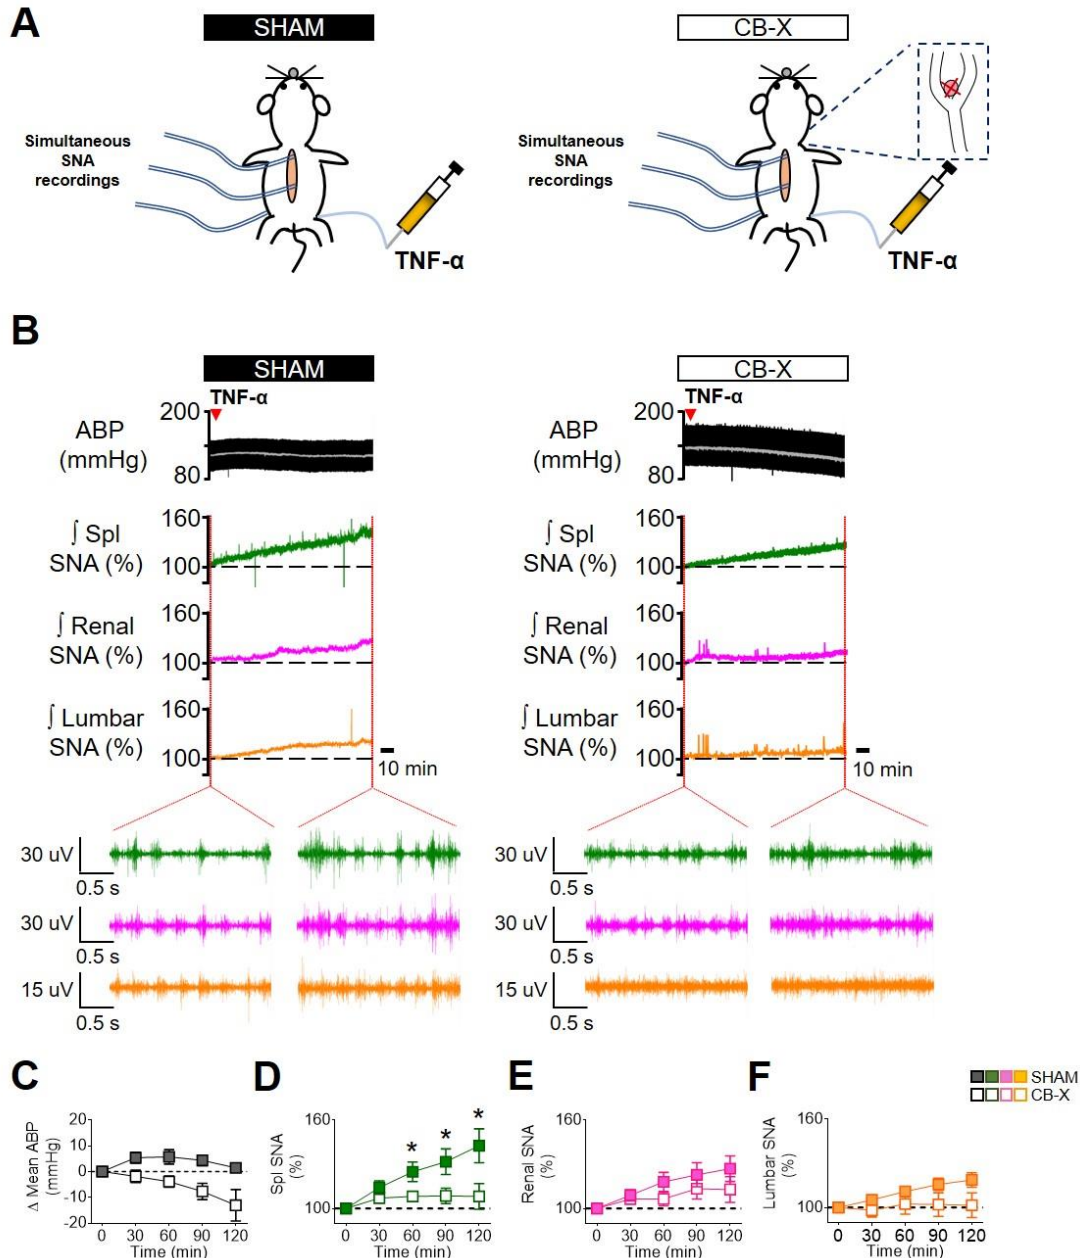 A
SHAM
CB-X
Simultaneous
SNA
recordings
TNF-α
Simultaneous
SNA
recordings
TNF-α
B
SHAM
CB-X
TNF-α
TNF-α
200
ABP
(mmHg)
80
200
ABP
(mmHg)
80
160
∫ Spl
SNA (%)
100
160
∫ Spl
SNA (%)
100
160
∫ Renal
SNA (%)
100
160
∫ Renal
SNA (%)
100
160
∫ Lumbar
SNA (%)
100
10 min
160
∫ Lumbar
SNA (%)
100
10 min
30 uV
0.5 s
30 uV
0.5 s
30 uV
0.5 s
30 uV
0.5 s
15 uV
0.5 s
15 uV
0.5 s
C
Δ Mean ABP
(mmHg)
20
10
0
-10
-20
0 30 60 90 120
Time (min)
D
Spl SNA
(%)
160
100
* * *
0 30 60 90 120
Time (min)
E
Renal SNA
(%)
160
100
0 30 60 90 120
Time (min)
F
Lumbar SNA
(%)
160
100
0 30 60 90 120
Time (min)
SHAM
CB-X